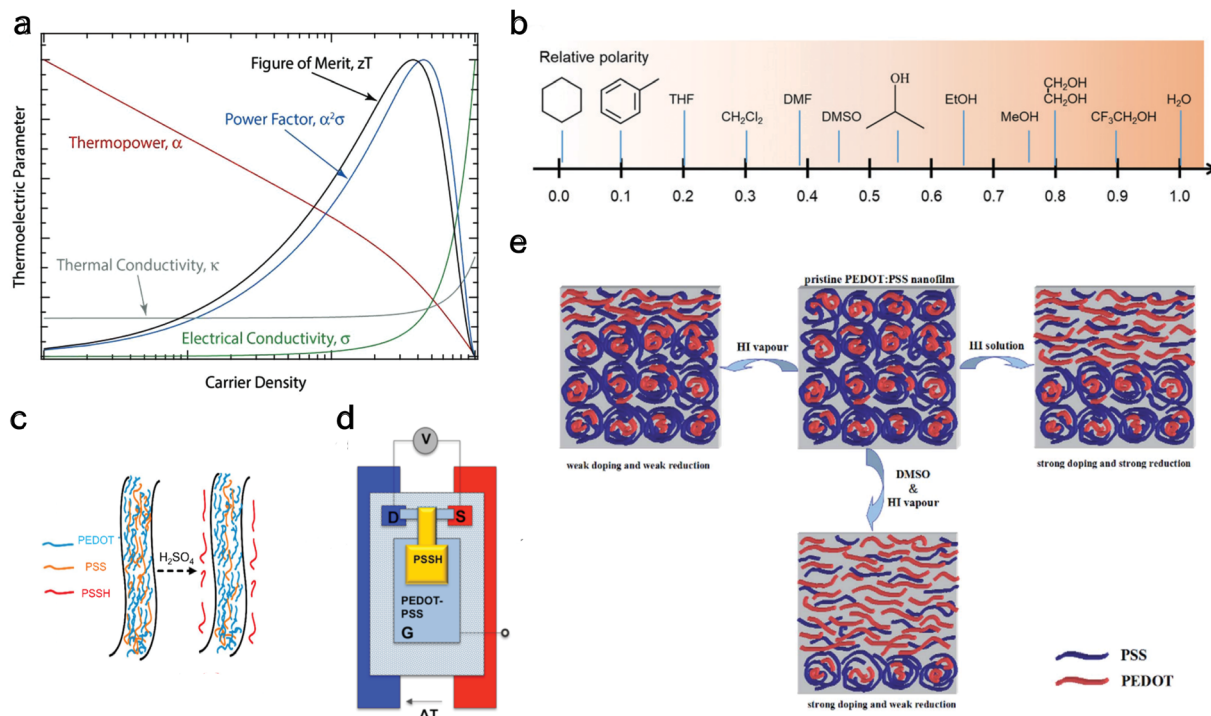 a
Thermoelectric Parameter
Figure of Merit, zT
Power Factor, α²σ
Thermopower, α
Thermal Conductivity, κ
Electrical Conductivity, σ
Carrier Density
b
Relative polarity
THF
CH₂Cl₂
DMF
DMSO
OH
EtOH
MeOH
CH₂OH
CH₂OH
CF₃CH₂OH
H₂O
0.0 0.1 0.2 0.3 0.4 0.5 0.6 0.7 0.8 0.9 1.0
c
PEDOT
PSS
PSSH
H₂SO₄
d
V
D
S
PSSH
PEDOT-
PSS
G
ΔT
e
pristine PEDOT:PSS nanofilm
HI vapour
HI solution
weak doping and weak reduction
strong doping and strong reduction
DMSO
&
HI vapour
strong doping and weak reduction
PSS
PEDOT